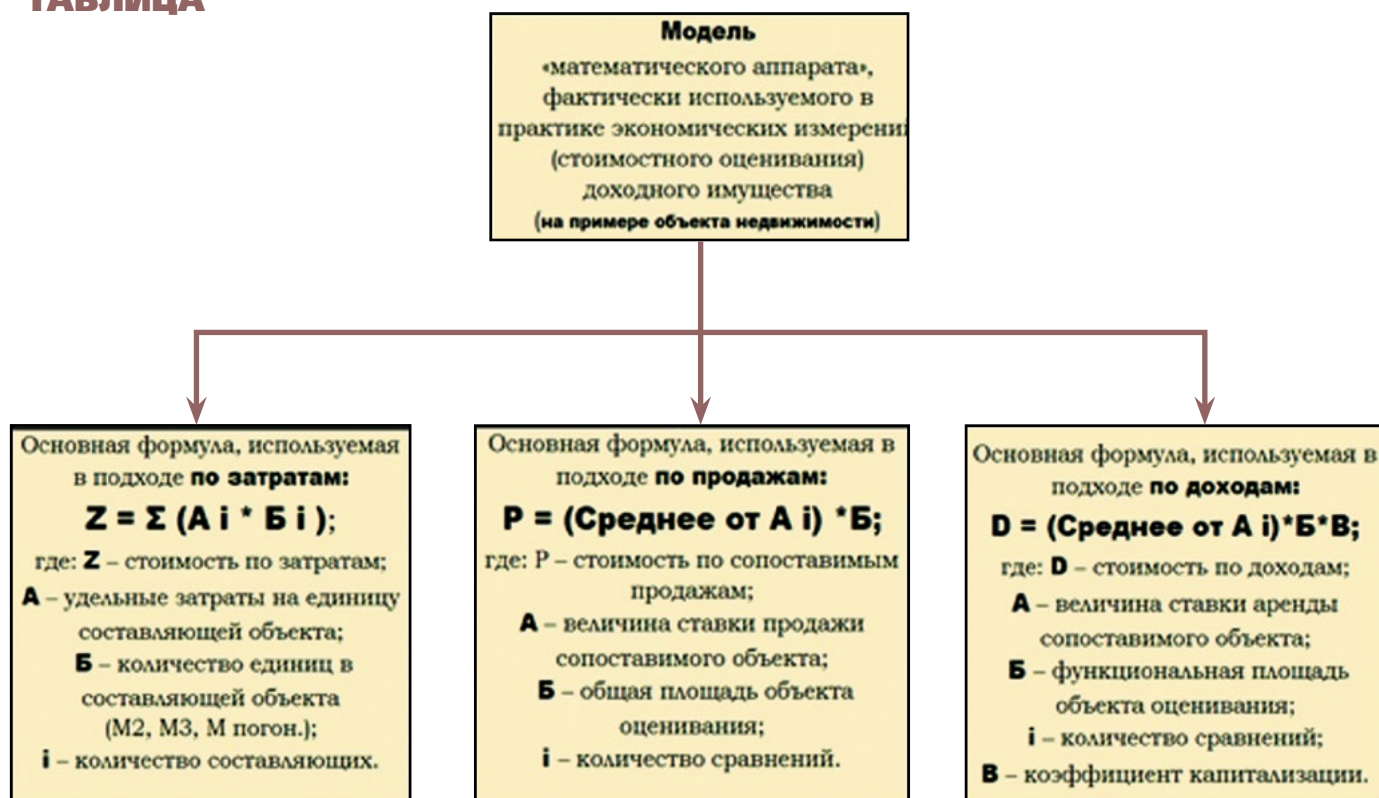 ТАБЛИЦА
Модель
«математического аппарата»,
фактически используемого в
практике экономических измерений
(стоимостного оценивания)
доходного имущества
(на примере объекта недвижимости)
Основная формула, используемая
в подходе по затратам:
Z = Σ (А i * Б i );
где: Z – стоимость по затратам;
А – удельные затраты на единицу
составляющей объекта;
Б – количество единиц в
составляющей объекта
(М2, М3, М погон.);
i – количество составляющих.
Основная формула, используемая в
подходе по продажам:
P = (Среднее от А i) *Б;
где: Р – стоимость по сопоставимым
продажам;
А – величина ставки продажи
сопоставимого объекта;
Б – общая площадь объекта
оценивания;
i – количество сравнений.
Основная формула, используемая в
подходе по доходам:
D = (Среднее от А i)*Б*В;
где: D – стоимость по доходам;
А – величина ставки аренды
сопоставимого объекта;
Б – функциональная площадь
объекта оценивания;
i – количество сравнений;
В – коэффициент капитализации.